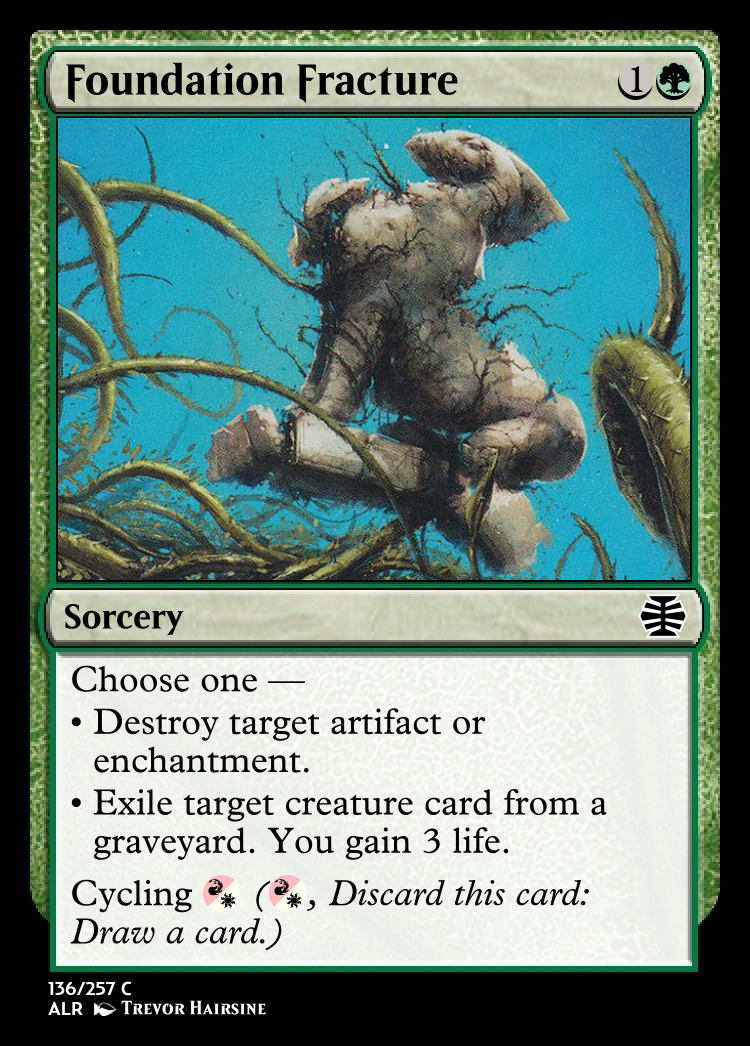 Foundation Fracture 1
Sorcery
Choose one —
• Destroy target artifact or
enchantment.
• Exile target creature card from a
graveyard. You gain 3 life.
Cycling (, Discard this card:
Draw a card.)
136/257 C
ALR Trevor Hairsine